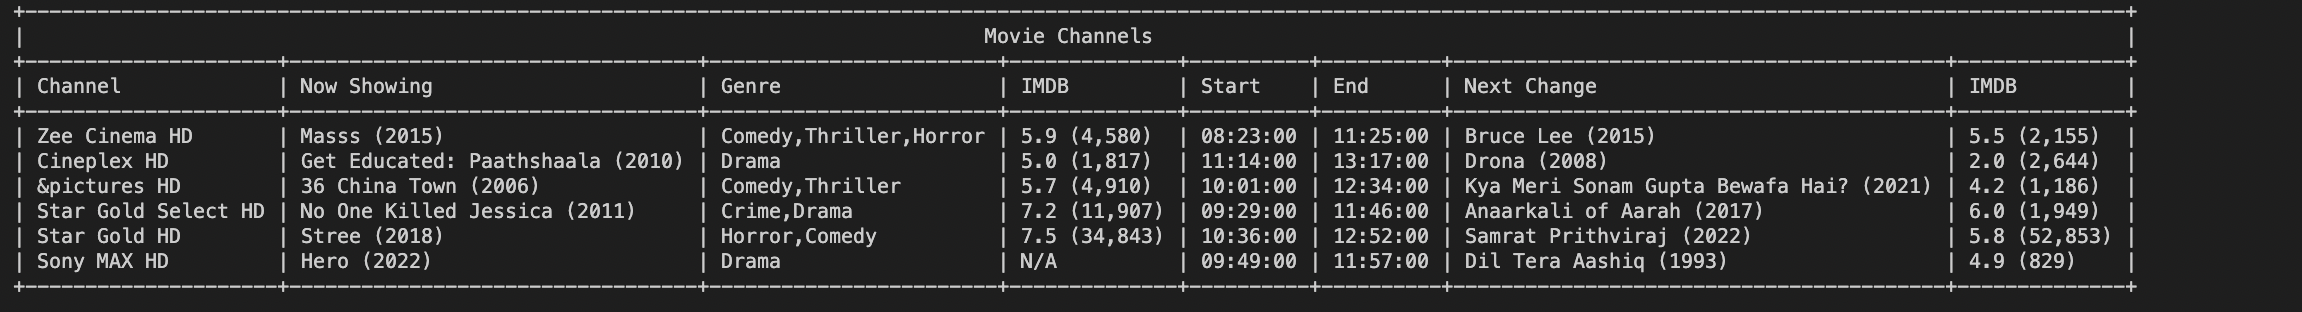 Movie Channels
| Channel | Now Showing | Genre | IMDB | Start | End | Next Change | IMDB |
| Zee Cinema HD | Masss (2015) | Comedy,Thriller,Horror | 5.9 (4,580) | 08:23:00 | 11:25:00 | Bruce Lee (2015) | 5.5 (2,155) |
| Cineplex HD | Get Educated: Paathshaala (2010) | Drama | 5.0 (1,817) | 11:14:00 | 13:17:00 | Drona (2008) | 2.0 (2,644) |
| &pictures HD | 36 China Town (2006) | Comedy,Thriller | 5.7 (4,910) | 10:01:00 | 12:34:00 | Kya Meri Sonam Gupta Bewafa Hai? (2021) | 4.2 (1,186) |
| Star Gold Select HD | No One Killed Jessica (2011) | Crime,Drama | 7.2 (11,907) | 09:29:00 | 11:46:00 | Anaarkali of Aarah (2017) | 6.0 (1,949) |
| Star Gold HD | Stree (2018) | Horror,Comedy | 7.5 (34,843) | 10:36:00 | 12:52:00 | Samrat Prithviraj (2022) | 5.8 (52,853) |
| Sony MAX HD | Hero (2022) | Drama | N/A | 09:49:00 | 11:57:00 | Dil Tera Aashiq (1993) | 4.9 (829) |